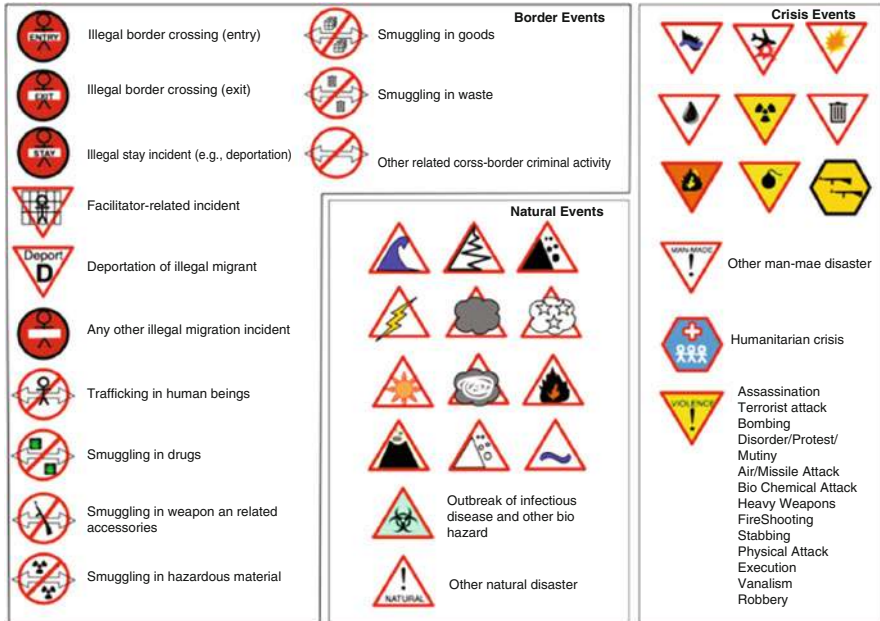 Border Events
ENTRY
Illegal border crossing (entry)
EXIT
Illegal border crossing (exit)
STAY
Illegal stay incident (e.g., deportation)
Facilitator-related incident
Deport
D
Deportation of illegal migrant
Any other illegal migration incident
Trafficking in human beings
Smuggling in drugs
Smuggling in weapon an related
accessories
Smuggling in hazardous material
Smuggling in goods
Smuggling in waste
Other related corss-border criminal activity
Natural Events
Outbreak of infectious
disease and other bio
hazard
!
NATURAL
Other natural disaster
Crisis Events
MAN-MADE
!
Other man-mae disaster
Humanitarian crisis
VIOLENCE
!
Assassination
Terrorist attack
Bombing
Disorder/Protest/
Mutiny
Air/Missile Attack
Bio Chemical Attack
Heavy Weapons
FireShooting
Stabbing
Physical Attack
Execution
Vanalism
Robbery